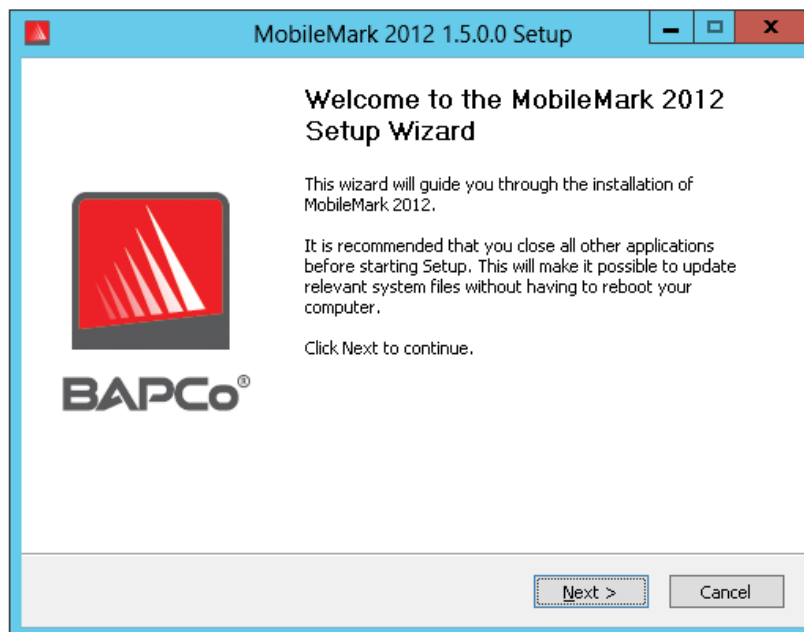 MobileMark 2012 1.5.0.0 Setup
Welcome to the MobileMark 2012
Setup Wizard
This wizard will guide you through the installation of
MobileMark 2012.
It is recommended that you close all other applications
before starting Setup. This will make it possible to update
relevant system files without having to reboot your
computer.
Click Next to continue.
BAPCo®
Next >
Cancel